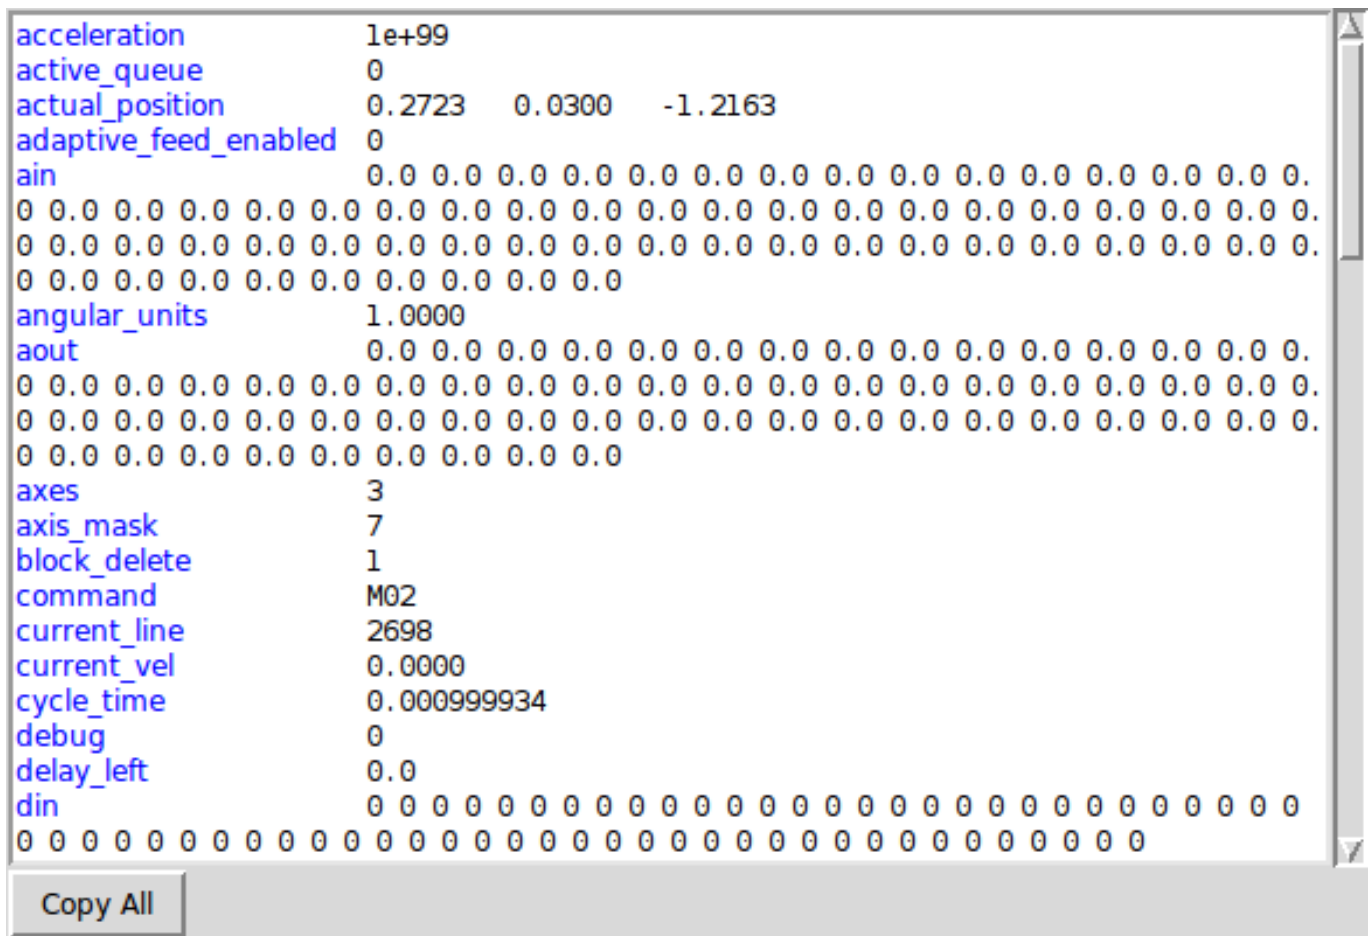 acceleration 1e+99
active_queue 0
actual_position 0.2723 0.0300 -1.2163
adaptive_feed_enabled 0
ain 0.0 0.0 0.0 0.0 0.0 0.0 0.0 0.0 0.0 0.0 0.0 0.0 0.0 0.0 0.
0 0.0 0.0 0.0 0.0 0.0 0.0 0.0 0.0 0.0 0.0 0.0 0.0 0.0 0.0 0.0 0.0 0.0 0.0 0.0 0.
0 0.0 0.0 0.0 0.0 0.0 0.0 0.0 0.0 0.0 0.0 0.0 0.0 0.0 0.0 0.0 0.0 0.0 0.0 0.0 0.
0 0.0 0.0 0.0 0.0 0.0 0.0 0.0 0.0 0.0
angular_units 1.0000
aout 0.0 0.0 0.0 0.0 0.0 0.0 0.0 0.0 0.0 0.0 0.0 0.0 0.0 0.0 0.
0 0.0 0.0 0.0 0.0 0.0 0.0 0.0 0.0 0.0 0.0 0.0 0.0 0.0 0.0 0.0 0.0 0.0 0.0 0.0 0.
0 0.0 0.0 0.0 0.0 0.0 0.0 0.0 0.0 0.0 0.0 0.0 0.0 0.0 0.0 0.0 0.0 0.0 0.0 0.0 0.
0 0.0 0.0 0.0 0.0 0.0 0.0 0.0 0.0 0.0
axes 3
axis_mask 7
block_delete 1
command M02
current_line 2698
current_vel 0.0000
cycle_time 0.000999934
debug 0
delay_left 0.0
din 0 0 0 0 0 0 0 0 0 0 0 0 0 0 0 0 0 0 0 0 0 0 0 0 0 0 0 0 0
0 0 0 0 0 0 0 0 0 0 0 0 0 0 0 0 0 0 0 0 0 0 0 0 0 0 0 0 0 0 0 0 0 0 0
Copy All